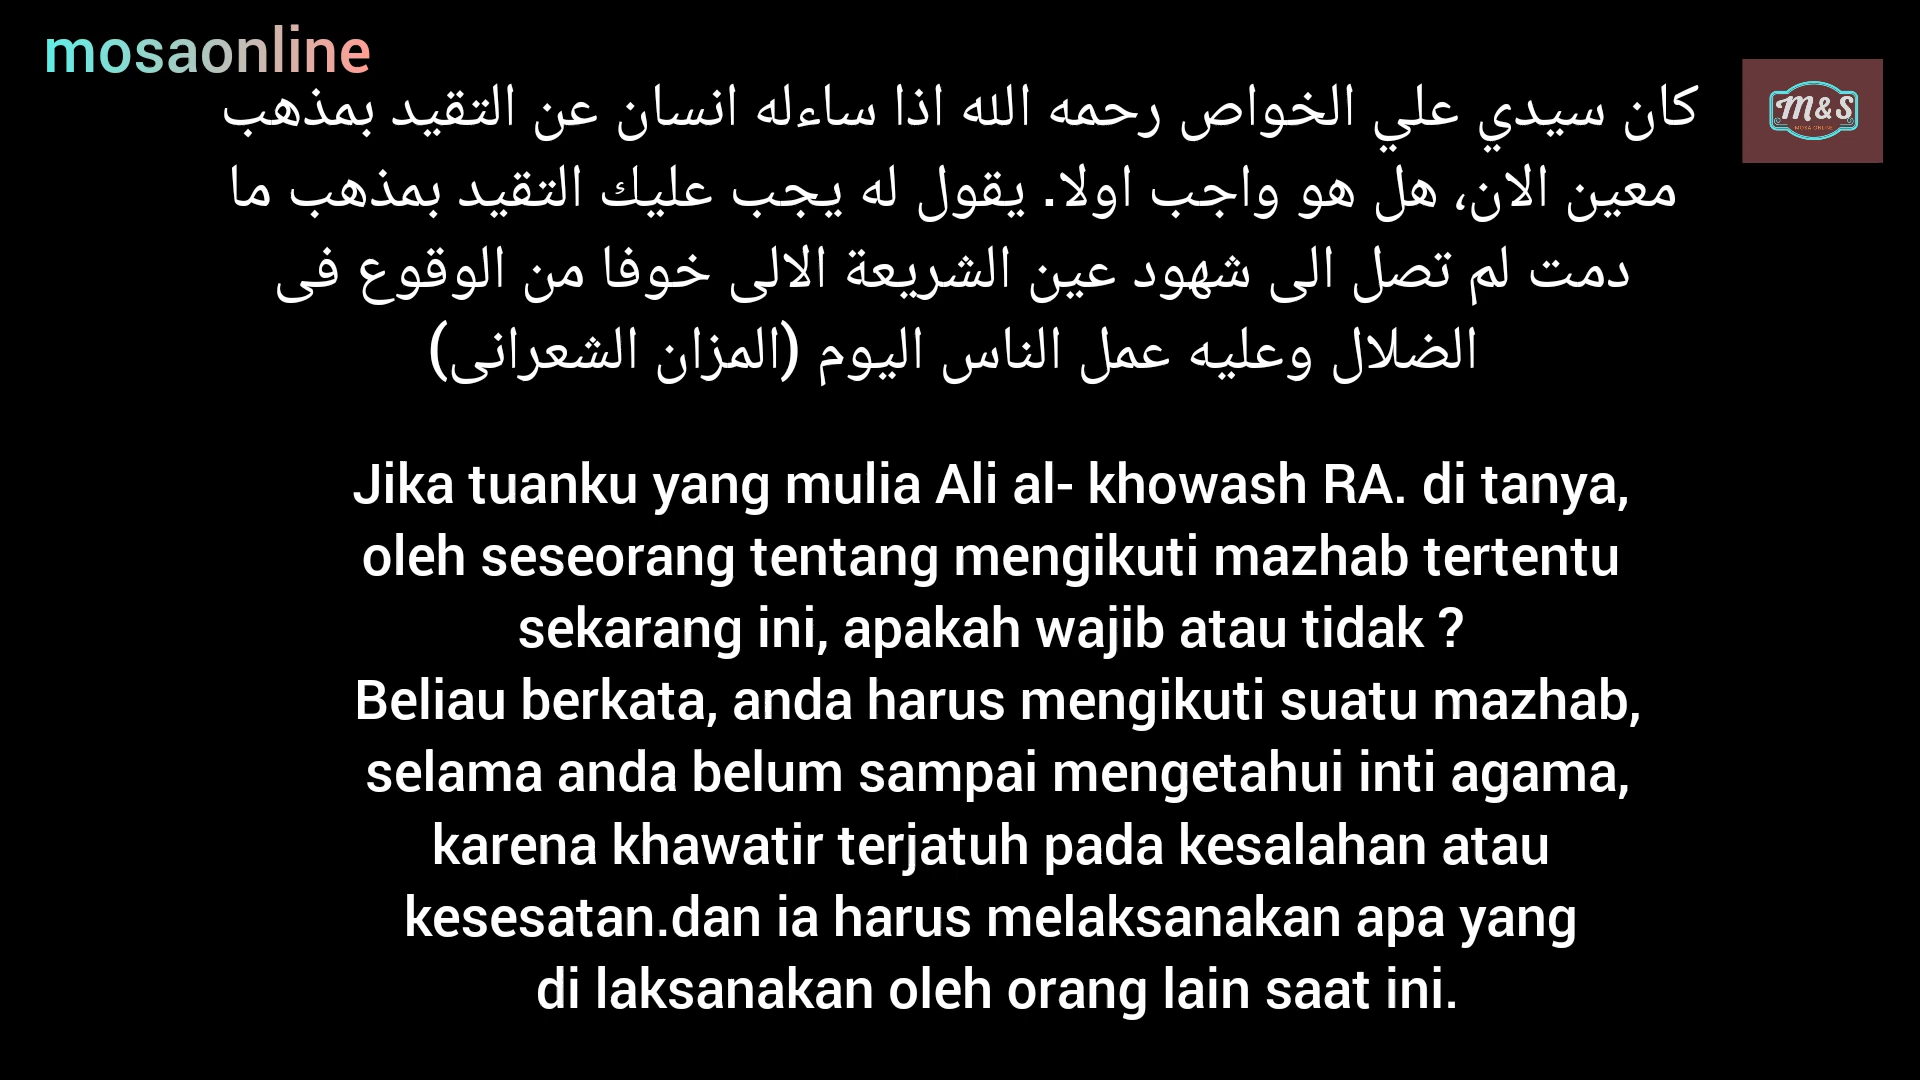 mosaonline
M&S
MOSA ONLINE
كان سيدي علي الخواص رحمه الله اذا ساءله انسان عن التقيد بمذهب
معين الان، هل هو واجب اولا. يقول له يجب عليك التقيد بمذهب ما
دمت لم تصل الى شهود عين الشريعة الالى خوفا من الوقوع فى
الضلال وعليه عمل الناس اليوم (المزان الشعرانى)
Jika tuanku yang mulia Ali al- khowash RA. di tanya,
oleh seseorang tentang mengikuti mazhab tertentu
sekarang ini, apakah wajib atau tidak ?
Beliau berkata, anda harus mengikuti suatu mazhab,
selama anda belum sampai mengetahui inti agama,
karena khawatir terjatuh pada kesalahan atau
kesesatan.dan ia harus melaksanakan apa yang
di laksanakan oleh orang lain saat ini.